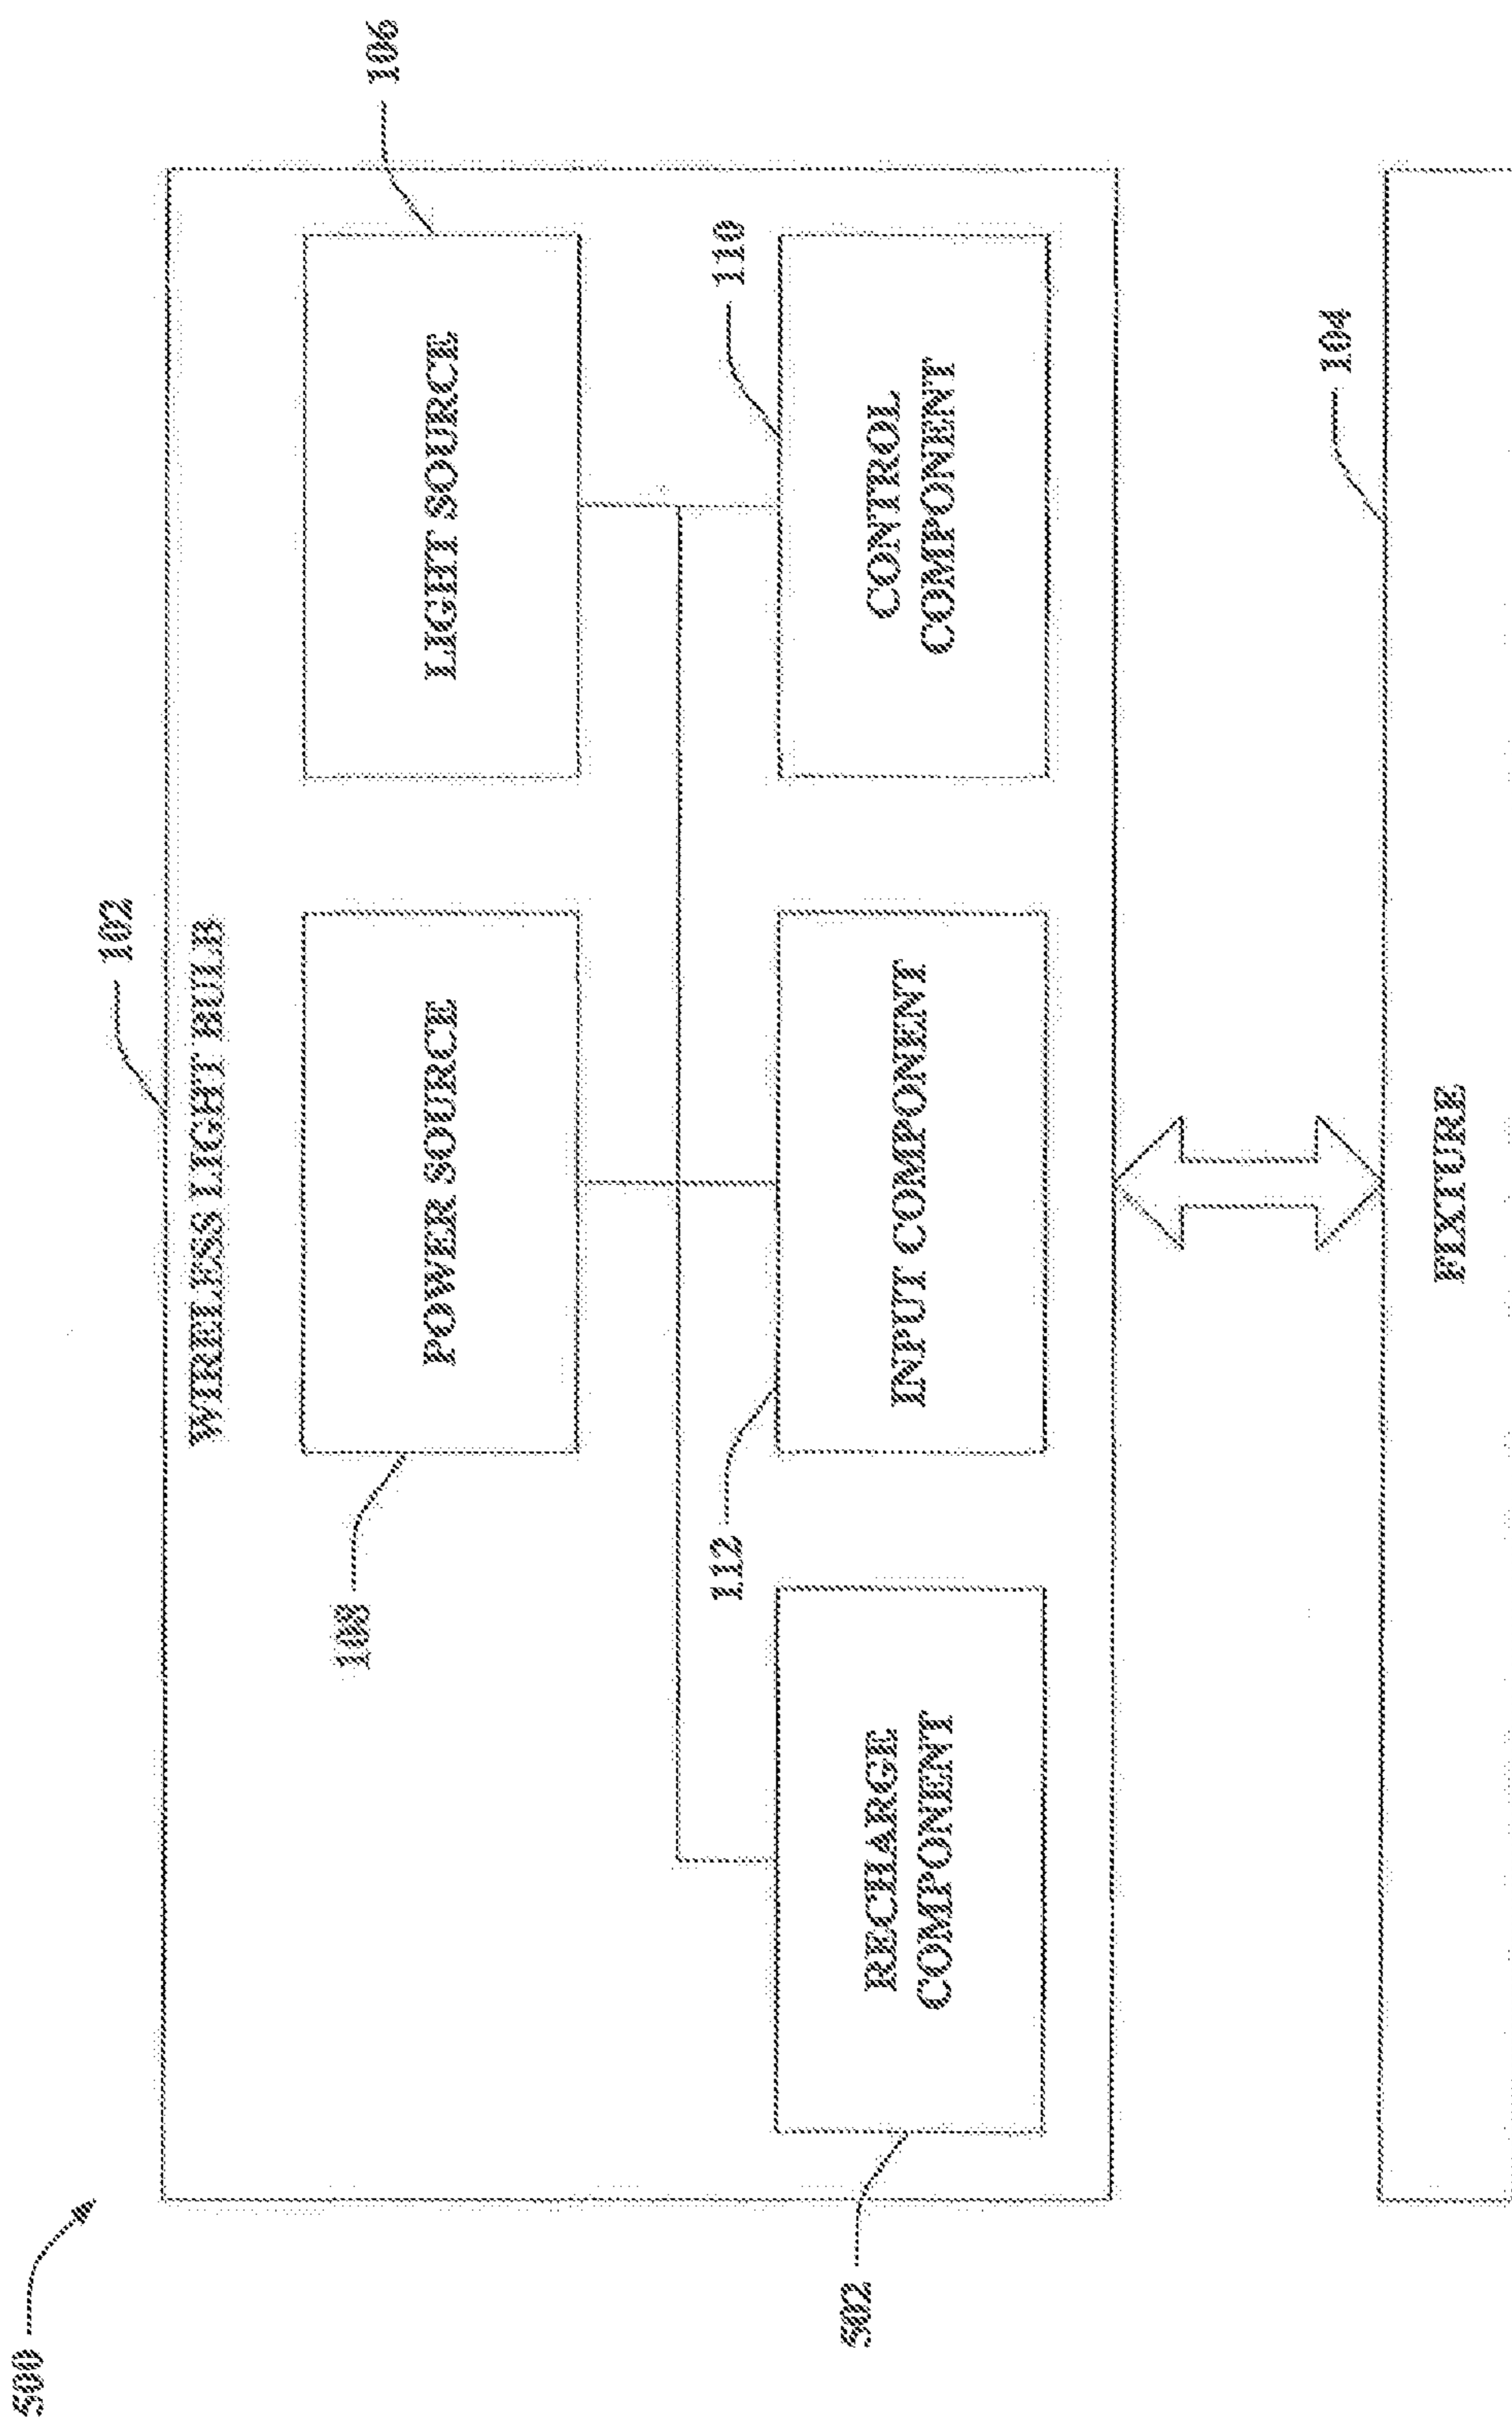 500
102
WIRELESS LIGHT BULB
108
POWER SOURCE
LIGHT SOURCE
106
502
RECHARGE
COMPONENT
112
INPUT COMPONENT
110
CONTROL
COMPONENT
104
FIXTURE